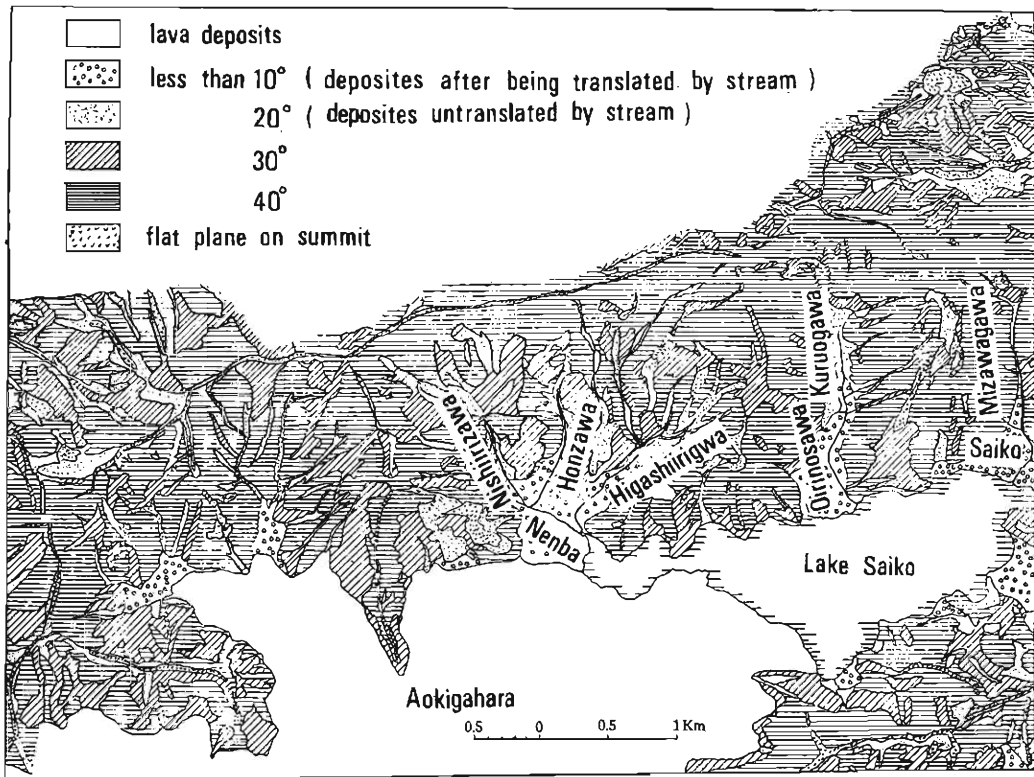 lava deposits
less than 10° ( deposites after being translated by stream )
20° ( deposites untranslated by stream )
30°
40°
flat plane on summit
Nishiirizawa
Honzawa
Higashiirigwa
Nenba
Ojirunosawa
Kuruugawa
Mizawagawa
Saiko
Lake Saiko
Aokigahara
0.5 0 0.5 1 Km